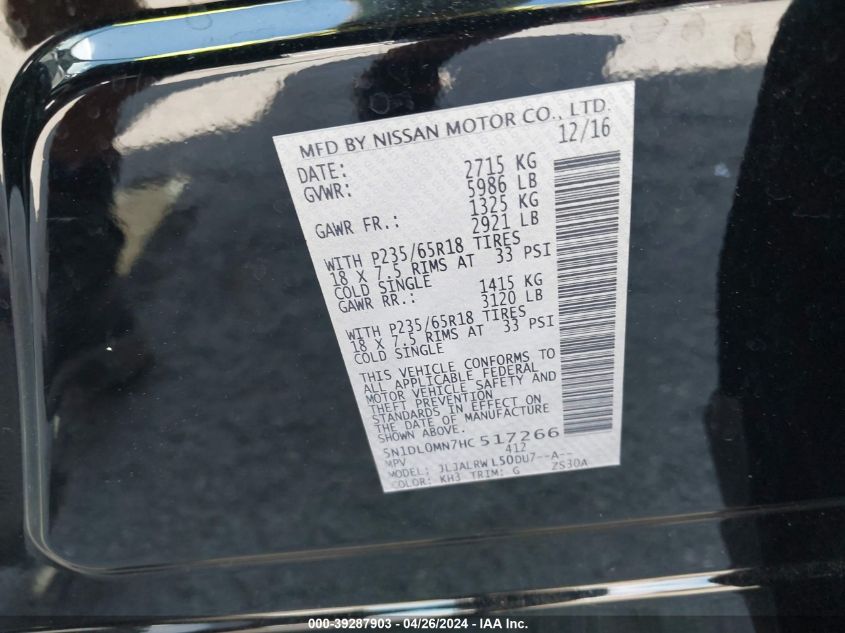 MFD BY NISSAN MOTOR CO., LTD.
DATE: 12/16
GVWR: 2715 KG
5986 LB
GAWR FR.: 1325 KG
2921 LB
WITH P235/65R18 TIRES
18 X 7.5 RIMS AT 33 PSI
COLD SINGLE
GAWR RR.: 1415 KG
3120 LB
WITH P235/65R18 TIRES
18 X 7.5 RIMS AT 33 PSI
COLD SINGLE
THIS VEHICLE CONFORMS TO
ALL APPLICABLE FEDERAL
MOTOR VEHICLE SAFETY AND
THEFT PREVENTION
STANDARDS IN EFFECT ON
THE DATE OF MANUFACTURE
SHOWN ABOVE.
5N1DL0MN7HC517266
MPV 412
MODEL: JLJALRWL50DU7--A--
COLOR: KH3 TRIM: G ZS30A
000-39287903 - 04/26/2024 - IAA Inc.